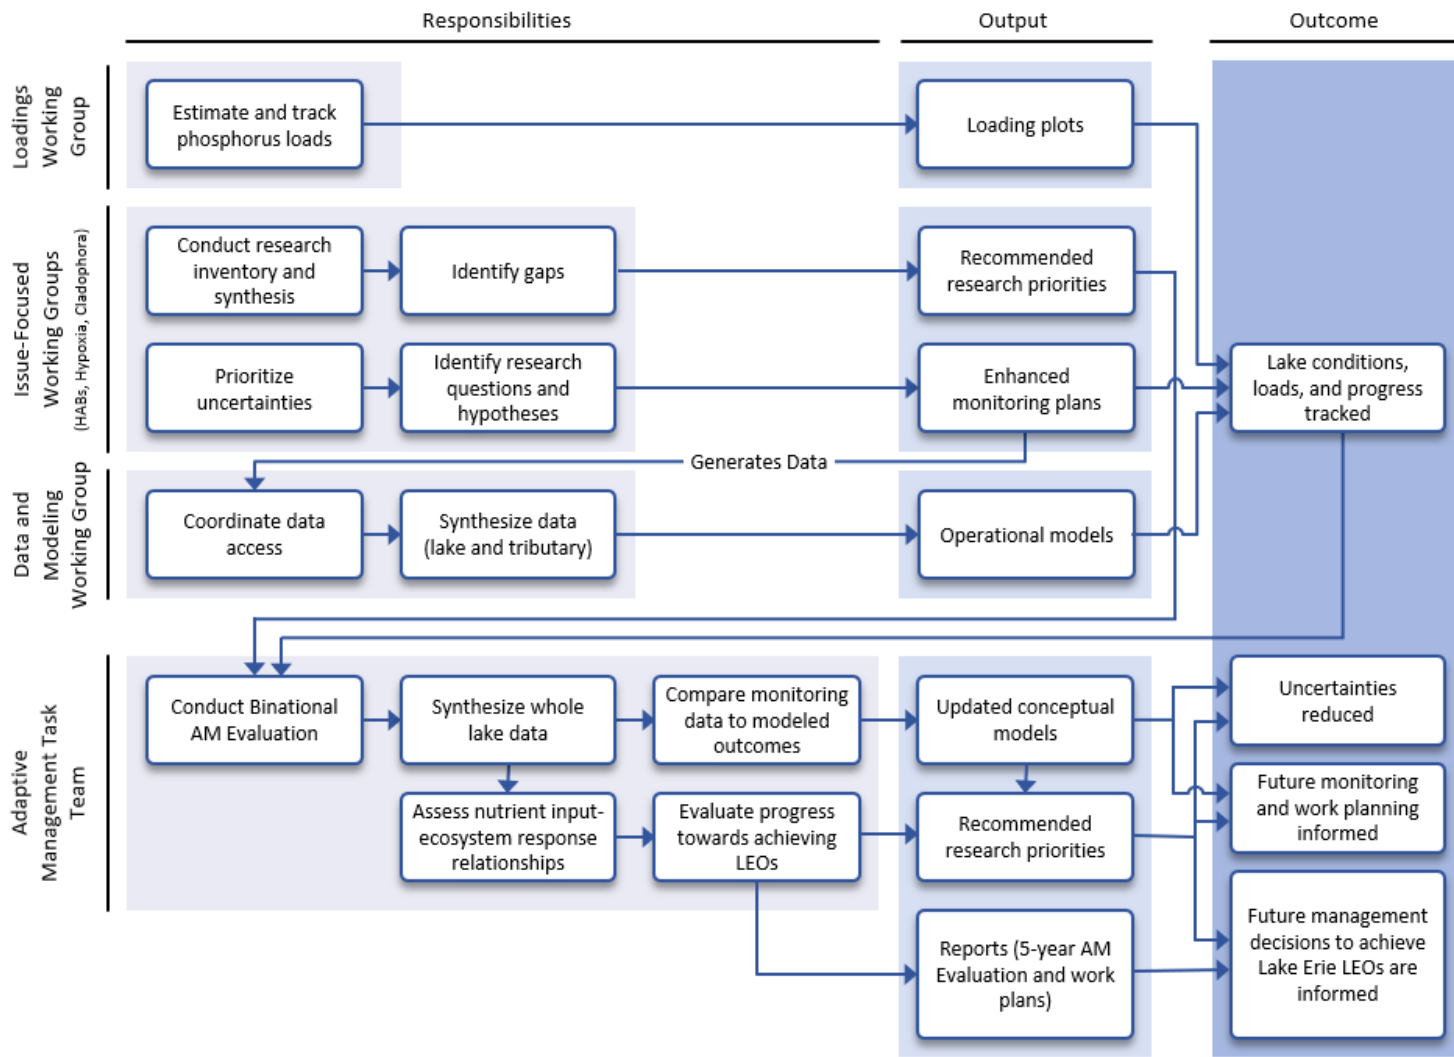 Responsibilities
Output
Outcome
Loadings
Working
Group
Estimate and track
phosphorus loads
Loading plots
Issue-Focused
Working Groups
(HABs, Hypoxia, Cladophora)
Conduct research
inventory and
synthesis
Identify gaps
Recommended
research priorities
Prioritize
uncertainties
Identify research
questions and
hypotheses
Enhanced
monitoring plans
Lake conditions,
loads, and progress
tracked
Generates Data
Data and
Modeling
Working Group
Coordinate data
access
Synthesize data
(lake and tributary)
Operational models
Adaptive
Management Task
Team
Conduct Binational
AM Evaluation
Synthesize whole
lake data
Compare monitoring
data to modeled
outcomes
Updated conceptual
models
Uncertainties
reduced
Assess nutrient input-
ecosystem response
relationships
Evaluate progress
towards achieving
LEOs
Recommended
research priorities
Future monitoring
and work planning
informed
Reports (5-year AM
Evaluation and work
plans)
Future management
decisions to achieve
Lake Erie LEOs are
informed